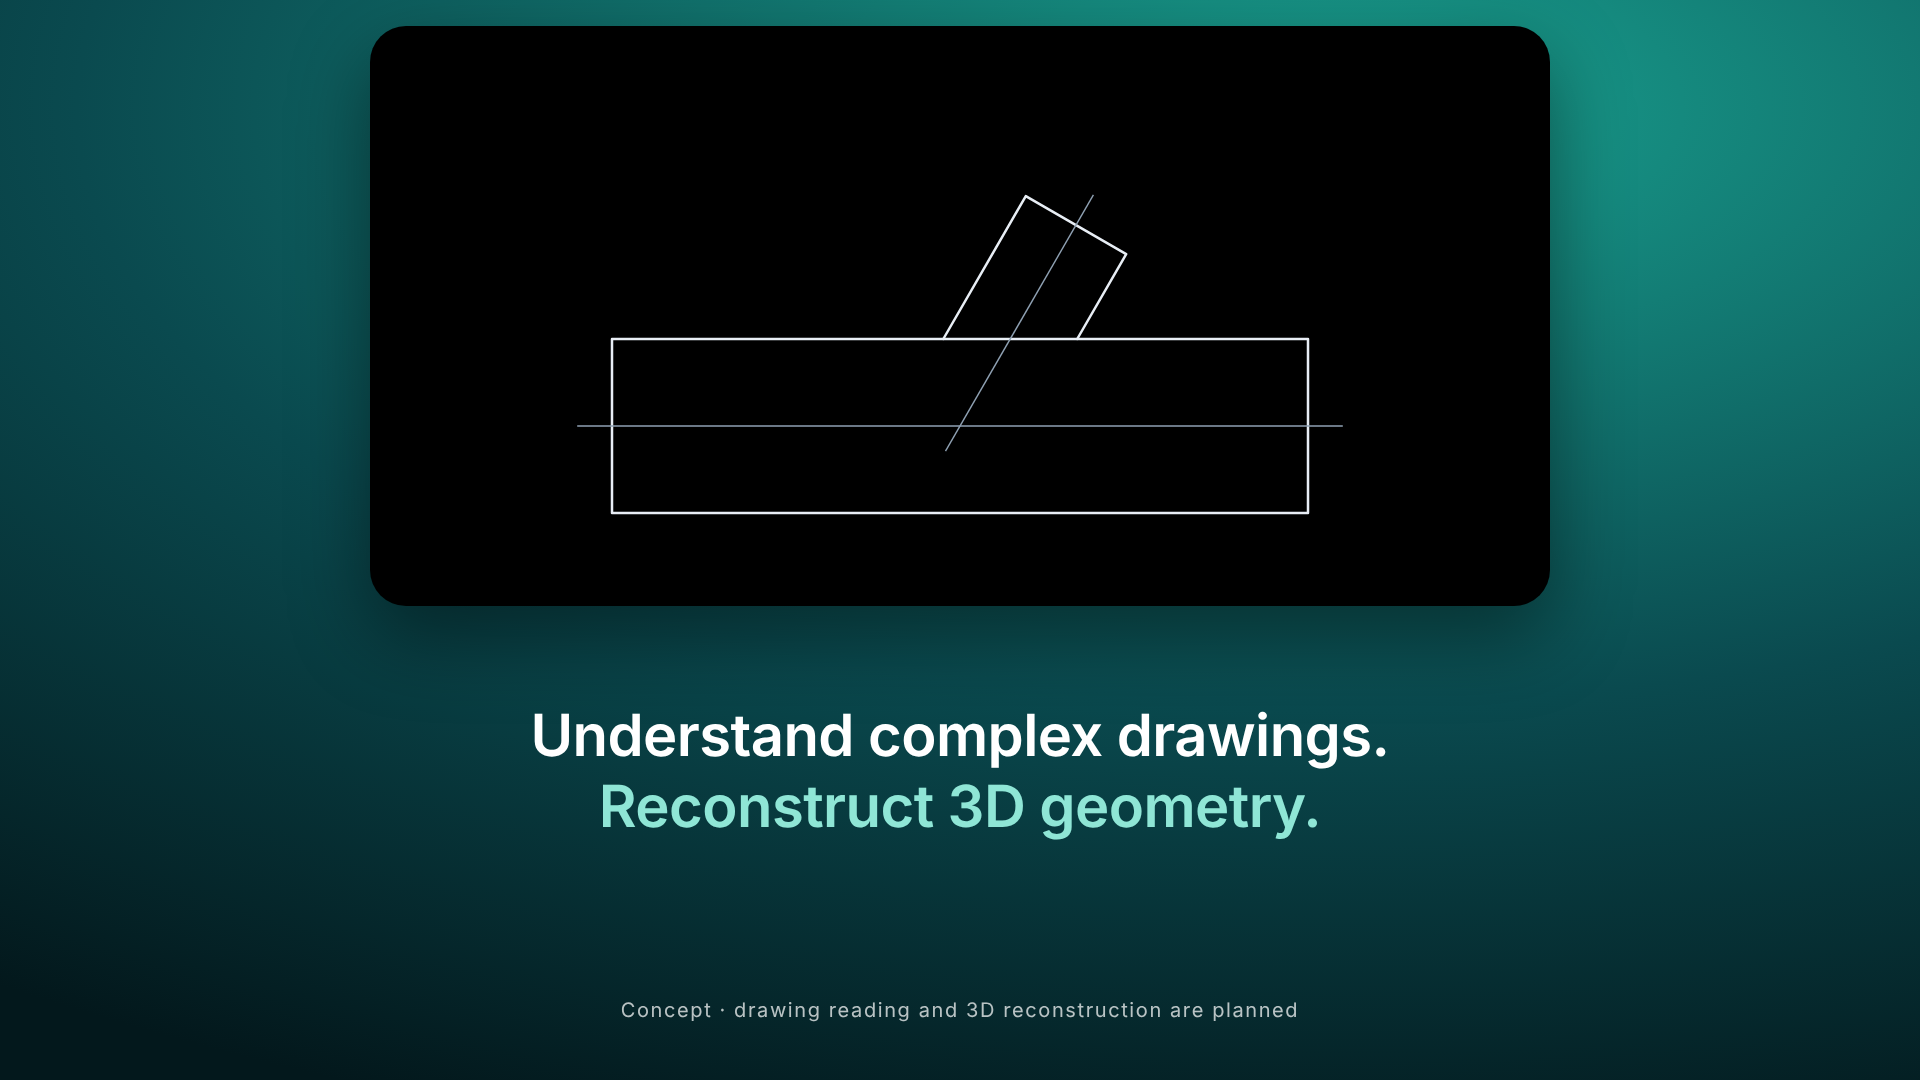 Understand complex drawings.
Reconstruct 3D geometry.
Concept · drawing reading and 3D reconstruction are planned